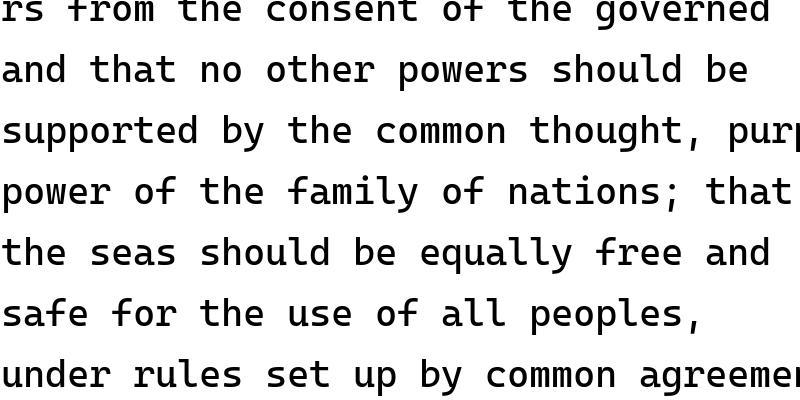 rs from the consent of the governed
and that no other powers should be
supported by the common thought,
power of the family of nations; that
the seas should be equally free and
safe for the use of all peoples,
under rules set up by common